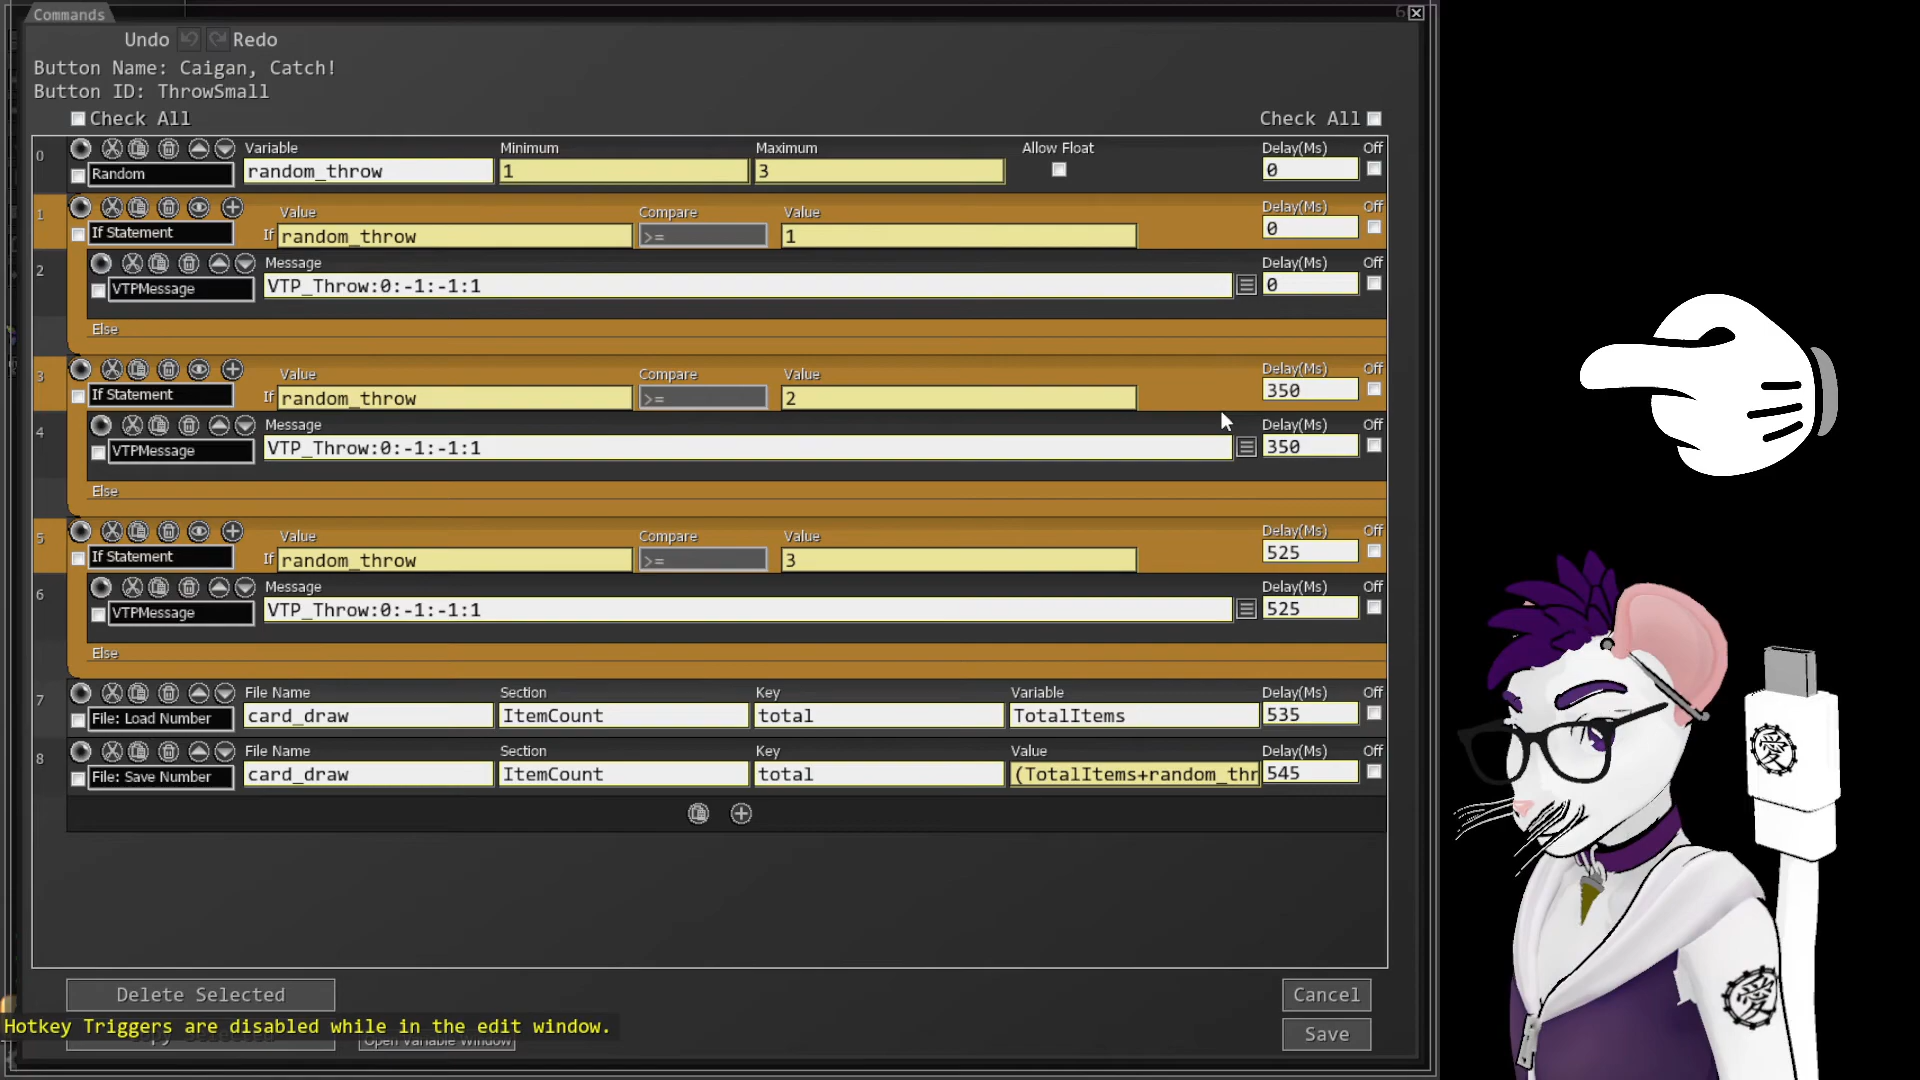 Commands
6
Undo Redo
Button Name: Caigan, Catch!
Button ID: ThrowSmall
Check All Check All
0 Variable Minimum Maximum Allow Float Delay(Ms) Off
Random random_throw 1 3 0
1 Value Compare Value Delay(Ms) Off
If Statement If random_throw >= 1 0
2 Message Delay(Ms) Off
VTPMessage VTP_Throw:0:-1:-1:1 0
Else
3 Value Compare Value Delay(Ms) Off
If Statement If random_throw >= 2 350
4 Message Delay(Ms) Off
VTPMessage VTP_Throw:0:-1:-1:1 350
Else
5 Value Compare Value Delay(Ms) Off
If Statement If random_throw >= 3 525
6 Message Delay(Ms) Off
VTPMessage VTP_Throw:0:-1:-1:1 525
Else
7 File Name Section Key Variable Delay(Ms) Off
File: Load Number card_draw ItemCount total TotalItems 535
8 File Name Section Key Value Delay(Ms) Off
File: Save Number card_draw ItemCount total (TotalItems+random_thr 545
Delete Selected Cancel
Hotkey Triggers are disabled while in the edit window.
Open Variable Window Save
愛
愛